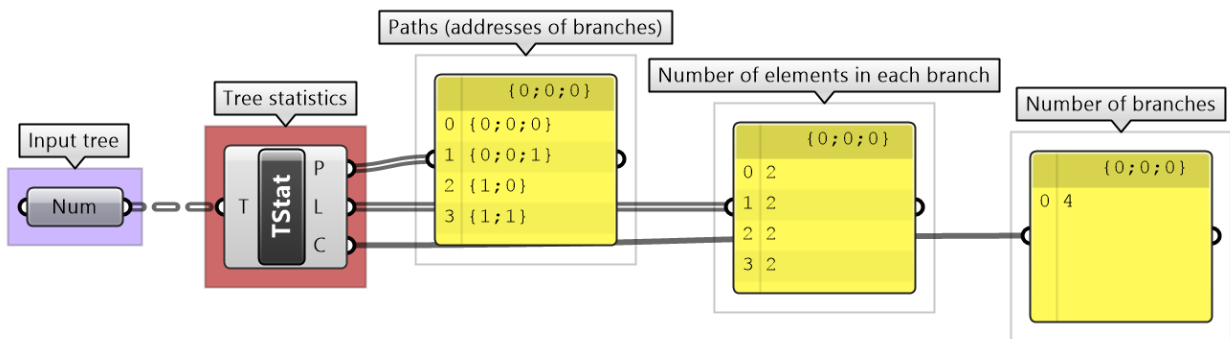 Paths (addresses of branches)
Number of elements in each branch
Tree statistics
Number of branches
Input tree
Num
T
TStat
P
L
C
{0;0;0}
0 {0;0;0}
1 {0;0;1}
2 {1;0}
3 {1;1}
{0;0;0}
0 2
1 2
2 2
3 2
{0;0;0}
0 4